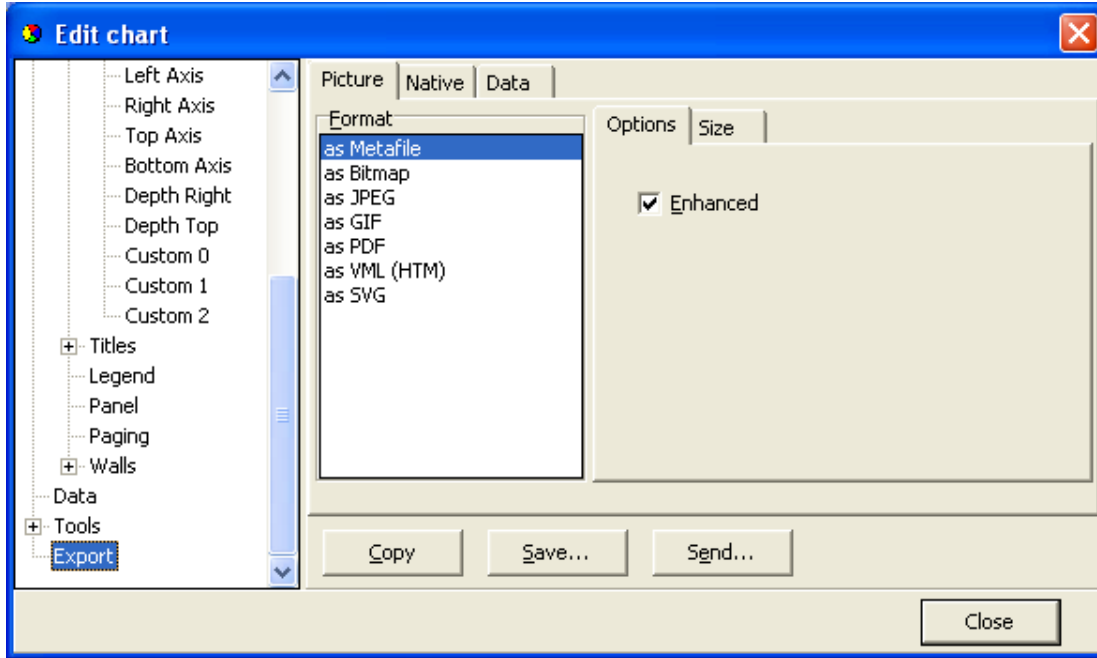 Edit chart
Left Axis
Right Axis
Top Axis
Bottom Axis
Depth Right
Depth Top
Custom 0
Custom 1
Custom 2
Titles
Legend
Panel
Paging
Walls
Data
Tools
Export
Picture Native Data
Format
as Metafile
as Bitmap
as JPEG
as GIF
as PDF
as VML (HTM)
as SVG
Options Size
Enhanced
Copy Save... Send...
Close